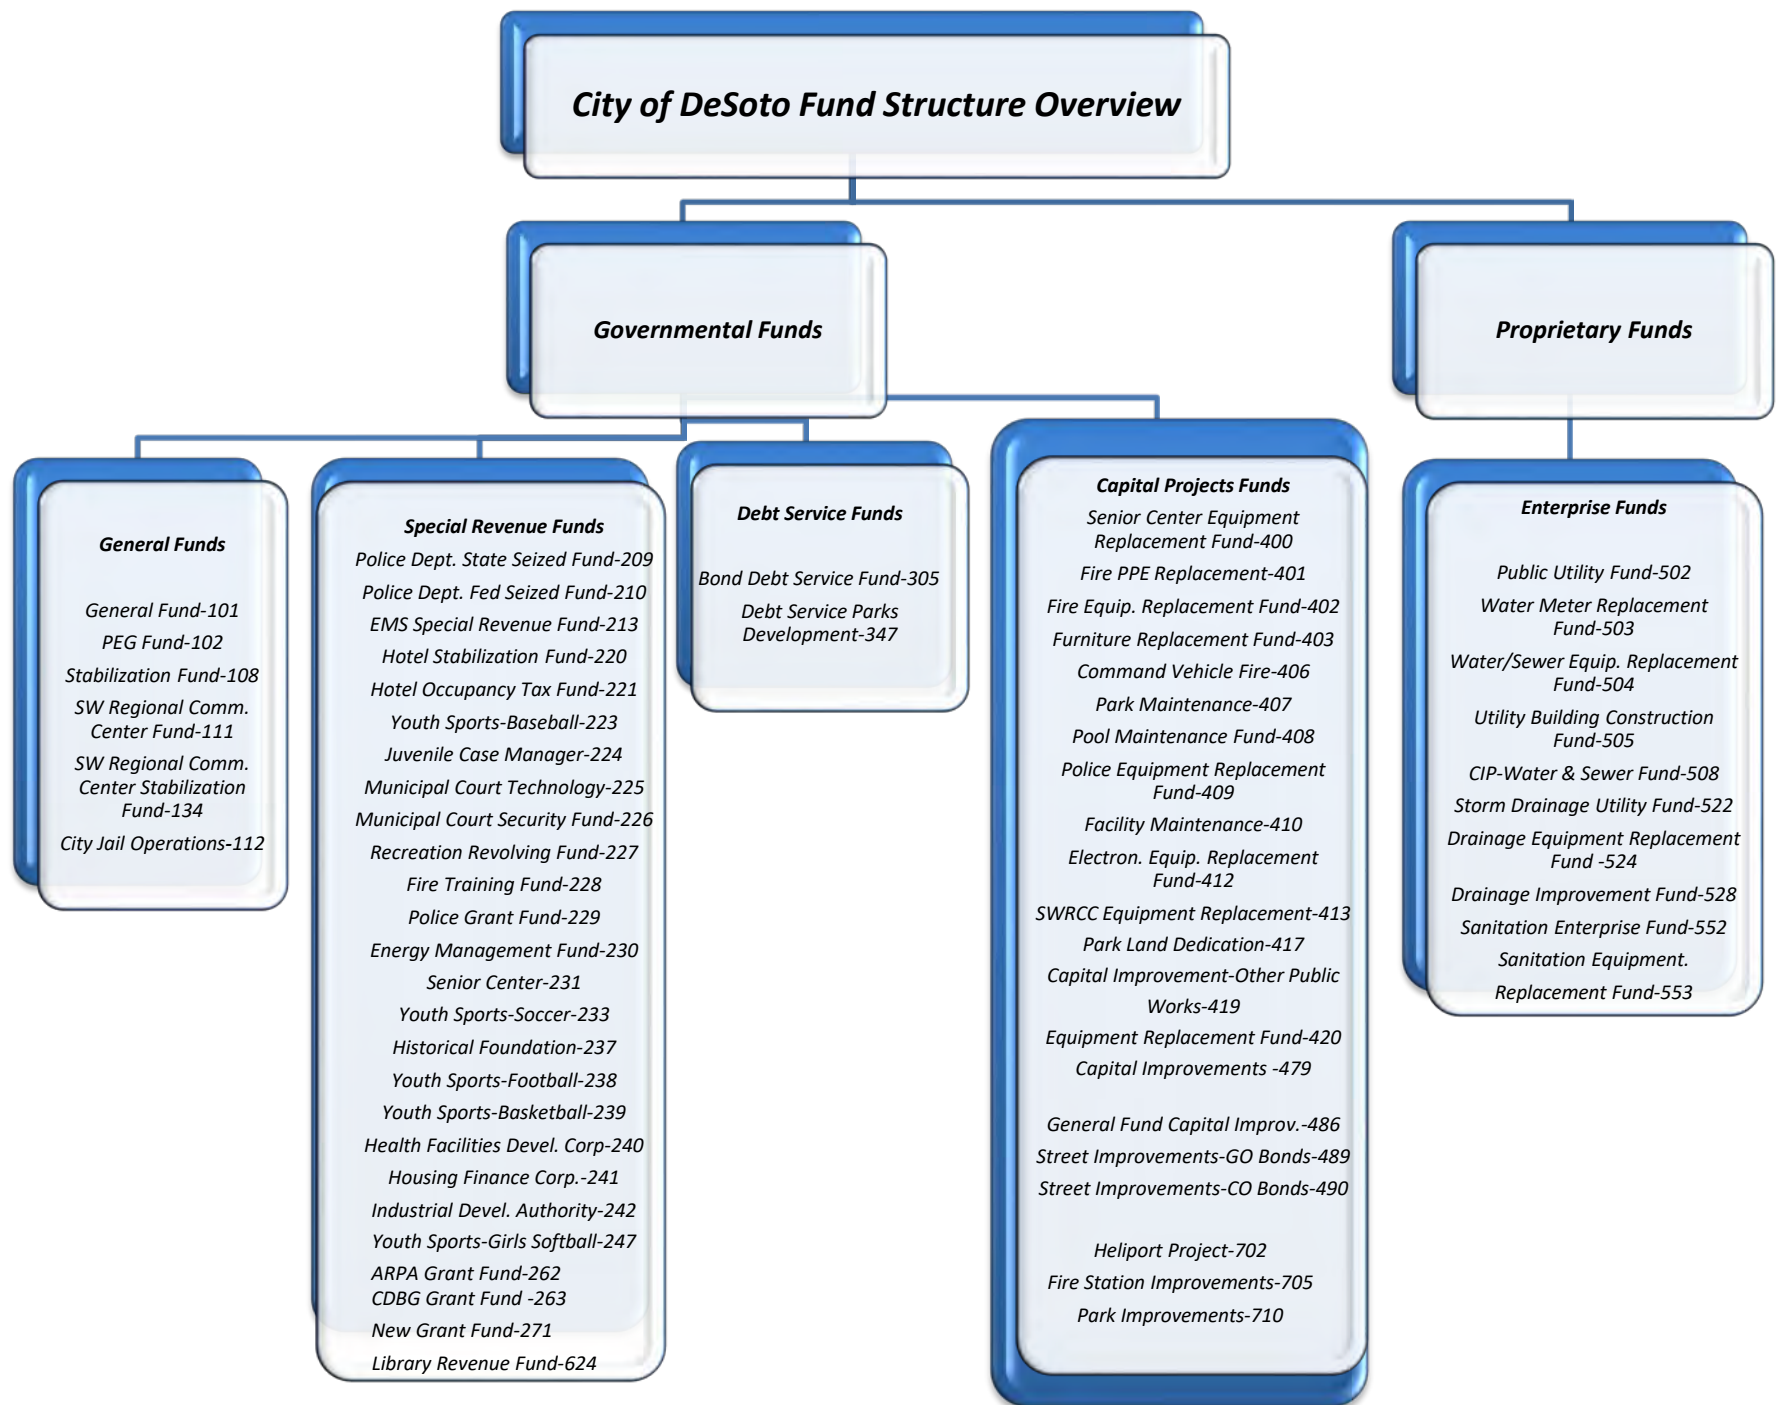 City of DeSoto Fund Structure Overview
Governmental Funds
Proprietary Funds
General Funds
General Fund-101
PEG Fund-102
Stabilization Fund-108
SW Regional Comm.
Center Fund-111
SW Regional Comm.
Center Stabilization
Fund-134
City Jail Operations-112
Special Revenue Funds
Police Dept. State Seized Fund-209
Police Dept. Fed Seized Fund-210
EMS Special Revenue Fund-213
Hotel Stabilization Fund-220
Hotel Occupancy Tax Fund-221
Youth Sports-Baseball-223
Juvenile Case Manager-224
Municipal Court Technology-225
Municipal Court Security Fund-226
Recreation Revolving Fund-227
Fire Training Fund-228
Police Grant Fund-229
Energy Management Fund-230
Senior Center-231
Youth Sports-Soccer-233
Historical Foundation-237
Youth Sports-Football-238
Youth Sports-Basketball-239
Health Facilities Devel. Corp-240
Housing Finance Corp.-241
Industrial Devel. Authority-242
Youth Sports-Girls Softball-247
ARPA Grant Fund-262
CDBG Grant Fund -263
New Grant Fund-271
Library Revenue Fund-624
Debt Service Funds
Bond Debt Service Fund-305
Debt Service Parks
Development-347
Capital Projects Funds
Senior Center Equipment
Replacement Fund-400
Fire PPE Replacement-401
Fire Equip. Replacement Fund-402
Furniture Replacement Fund-403
Command Vehicle Fire-406
Park Maintenance-407
Pool Maintenance Fund-408
Police Equipment Replacement
Fund-409
Facility Maintenance-410
Electron. Equip. Replacement
Fund-412
SWRCC Equipment Replacement-413
Park Land Dedication-417
Capital Improvement-Other Public
Works-419
Equipment Replacement Fund-420
Capital Improvements -479
General Fund Capital Improv.-486
Street Improvements-GO Bonds-489
Street Improvements-CO Bonds-490
Heliport Project-702
Fire Station Improvements-705
Park Improvements-710
Enterprise Funds
Public Utility Fund-502
Water Meter Replacement
Fund-503
Water/Sewer Equip. Replacement
Fund-504
Utility Building Construction
Fund-505
CIP-Water & Sewer Fund-508
Storm Drainage Utility Fund-522
Drainage Equipment Replacement
Fund -524
Drainage Improvement Fund-528
Sanitation Enterprise Fund-552
Sanitation Equipment.
Replacement Fund-553